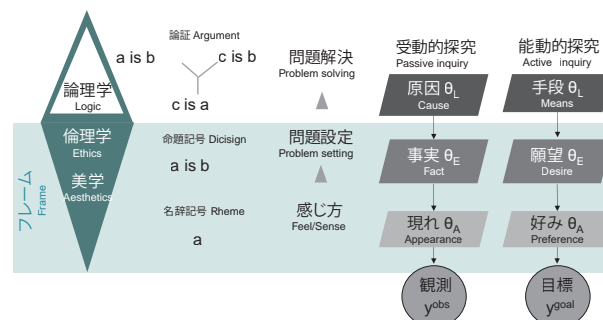 論証 Argument
a is b
c is b
c is a
論理学
Logic
倫理学
Ethics
美学
Aesthetics
フレーム
Frame
命題記号 Dicisign
a is b
名辞記号 Rheme
a
問題解決
Problem solving
問題設定
Problem setting
感じ方
Feel/Sense
受動的探究
Passive inquiry
原因 θL
Cause
事実 θE
Fact
現れ θA
Appearance
観測
yobs
能動的探究
Active inquiry
手段 θL
Means
願望 θE
Desire
好み θA
Preference
目標
ygoal